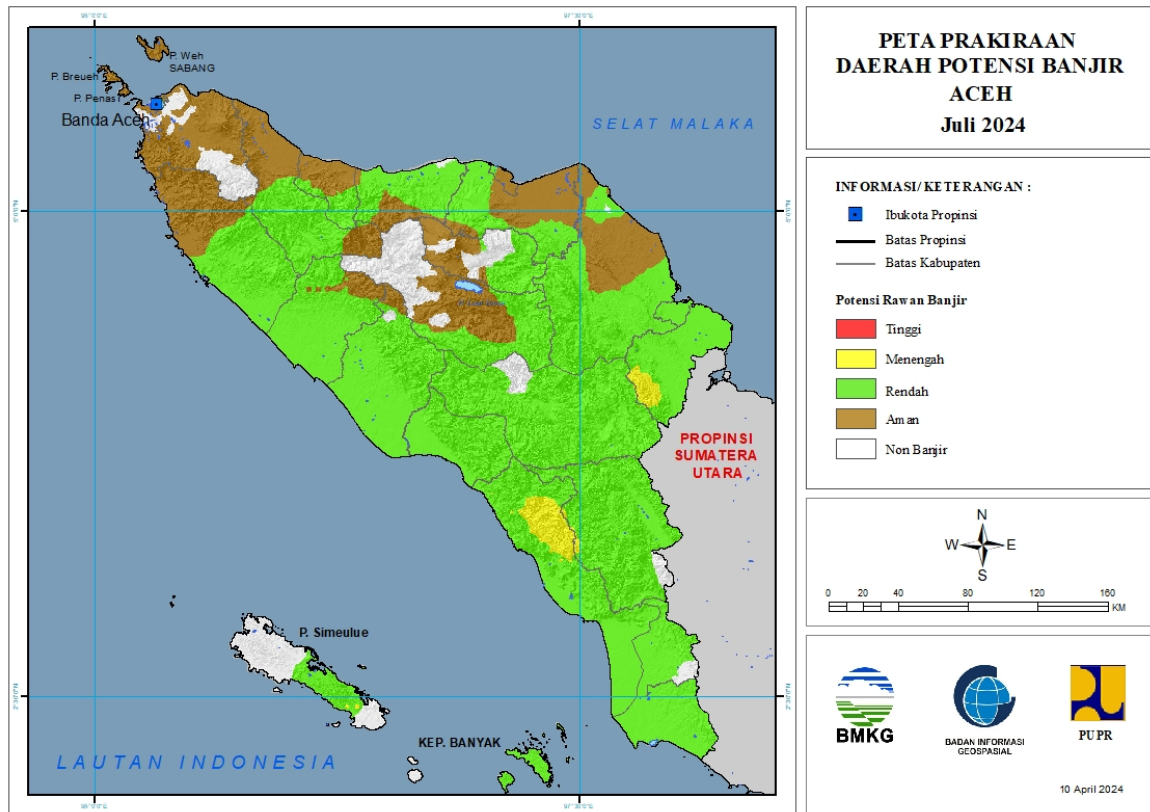 PETA PRAKIRAAN
DAERAH POTENSI BANJIR
ACEH
Juli 2024
INFORMASI/ KETERANGAN :
Ibukota Propinsi
Batas Propinsi
Batas Kabupaten
Potensi Rawan Banjir
Tinggi
Menengah
Rendah
Aman
Non Banjir
N
W E
S
0 20 40 80 120 160
KM
BMKG
BADAN INFORMASI
GEOSPASIAL
PUPR
10 April 2024
P. Weh
SABANG
P. Breueh
Banda Aceh
SELAT MALAKA
PROPINSI
SUMATERA
UTARA
P. Simeulue
KEP. BANYAK
LAUTAN INDONESIA